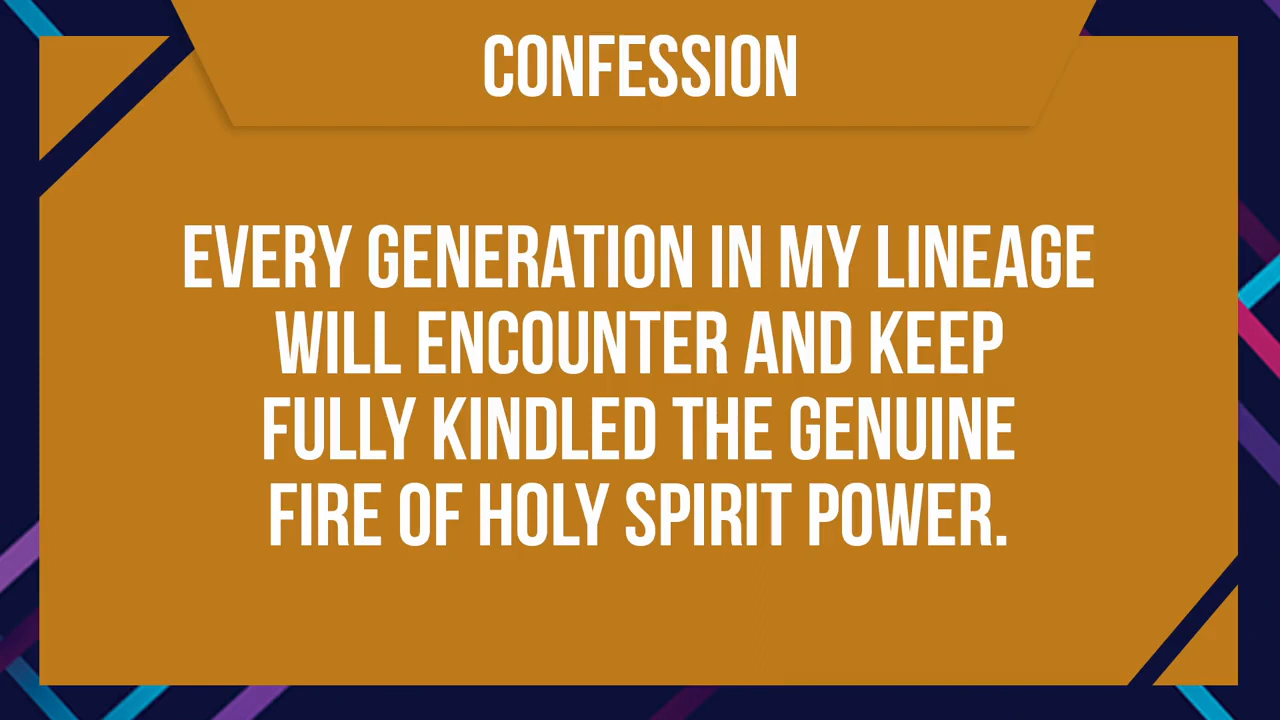 CONFESSION
EVERY GENERATION IN MY LINEAGE
WILL ENCOUNTER AND KEEP
FULLY KINDLED THE GENUINE
FIRE OF HOLY SPIRIT POWER.